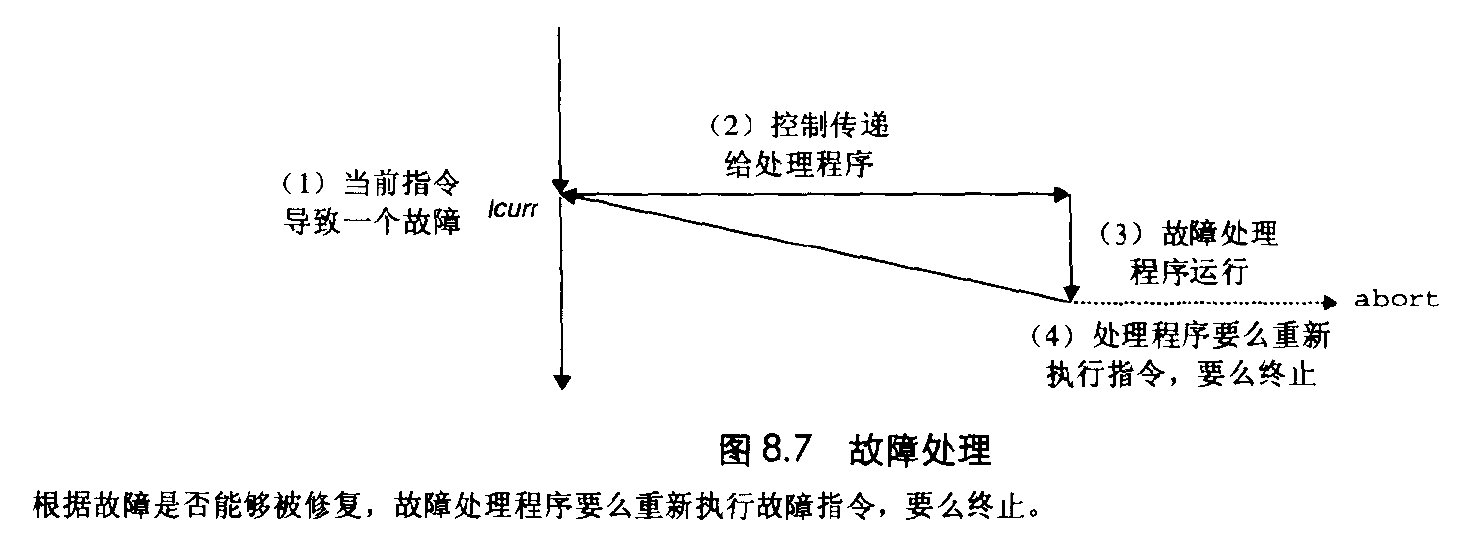 （2）控制传递
给处理程序
（1）当前指令
导致一个故障
Icurr
（3）故障处理
程序运行
abort
（4）处理程序要么重新
执行指令，要么终止
图 8.7 故障处理
根据故障是否能够被修复，故障处理程序要么重新执行故障指令，要么终止。